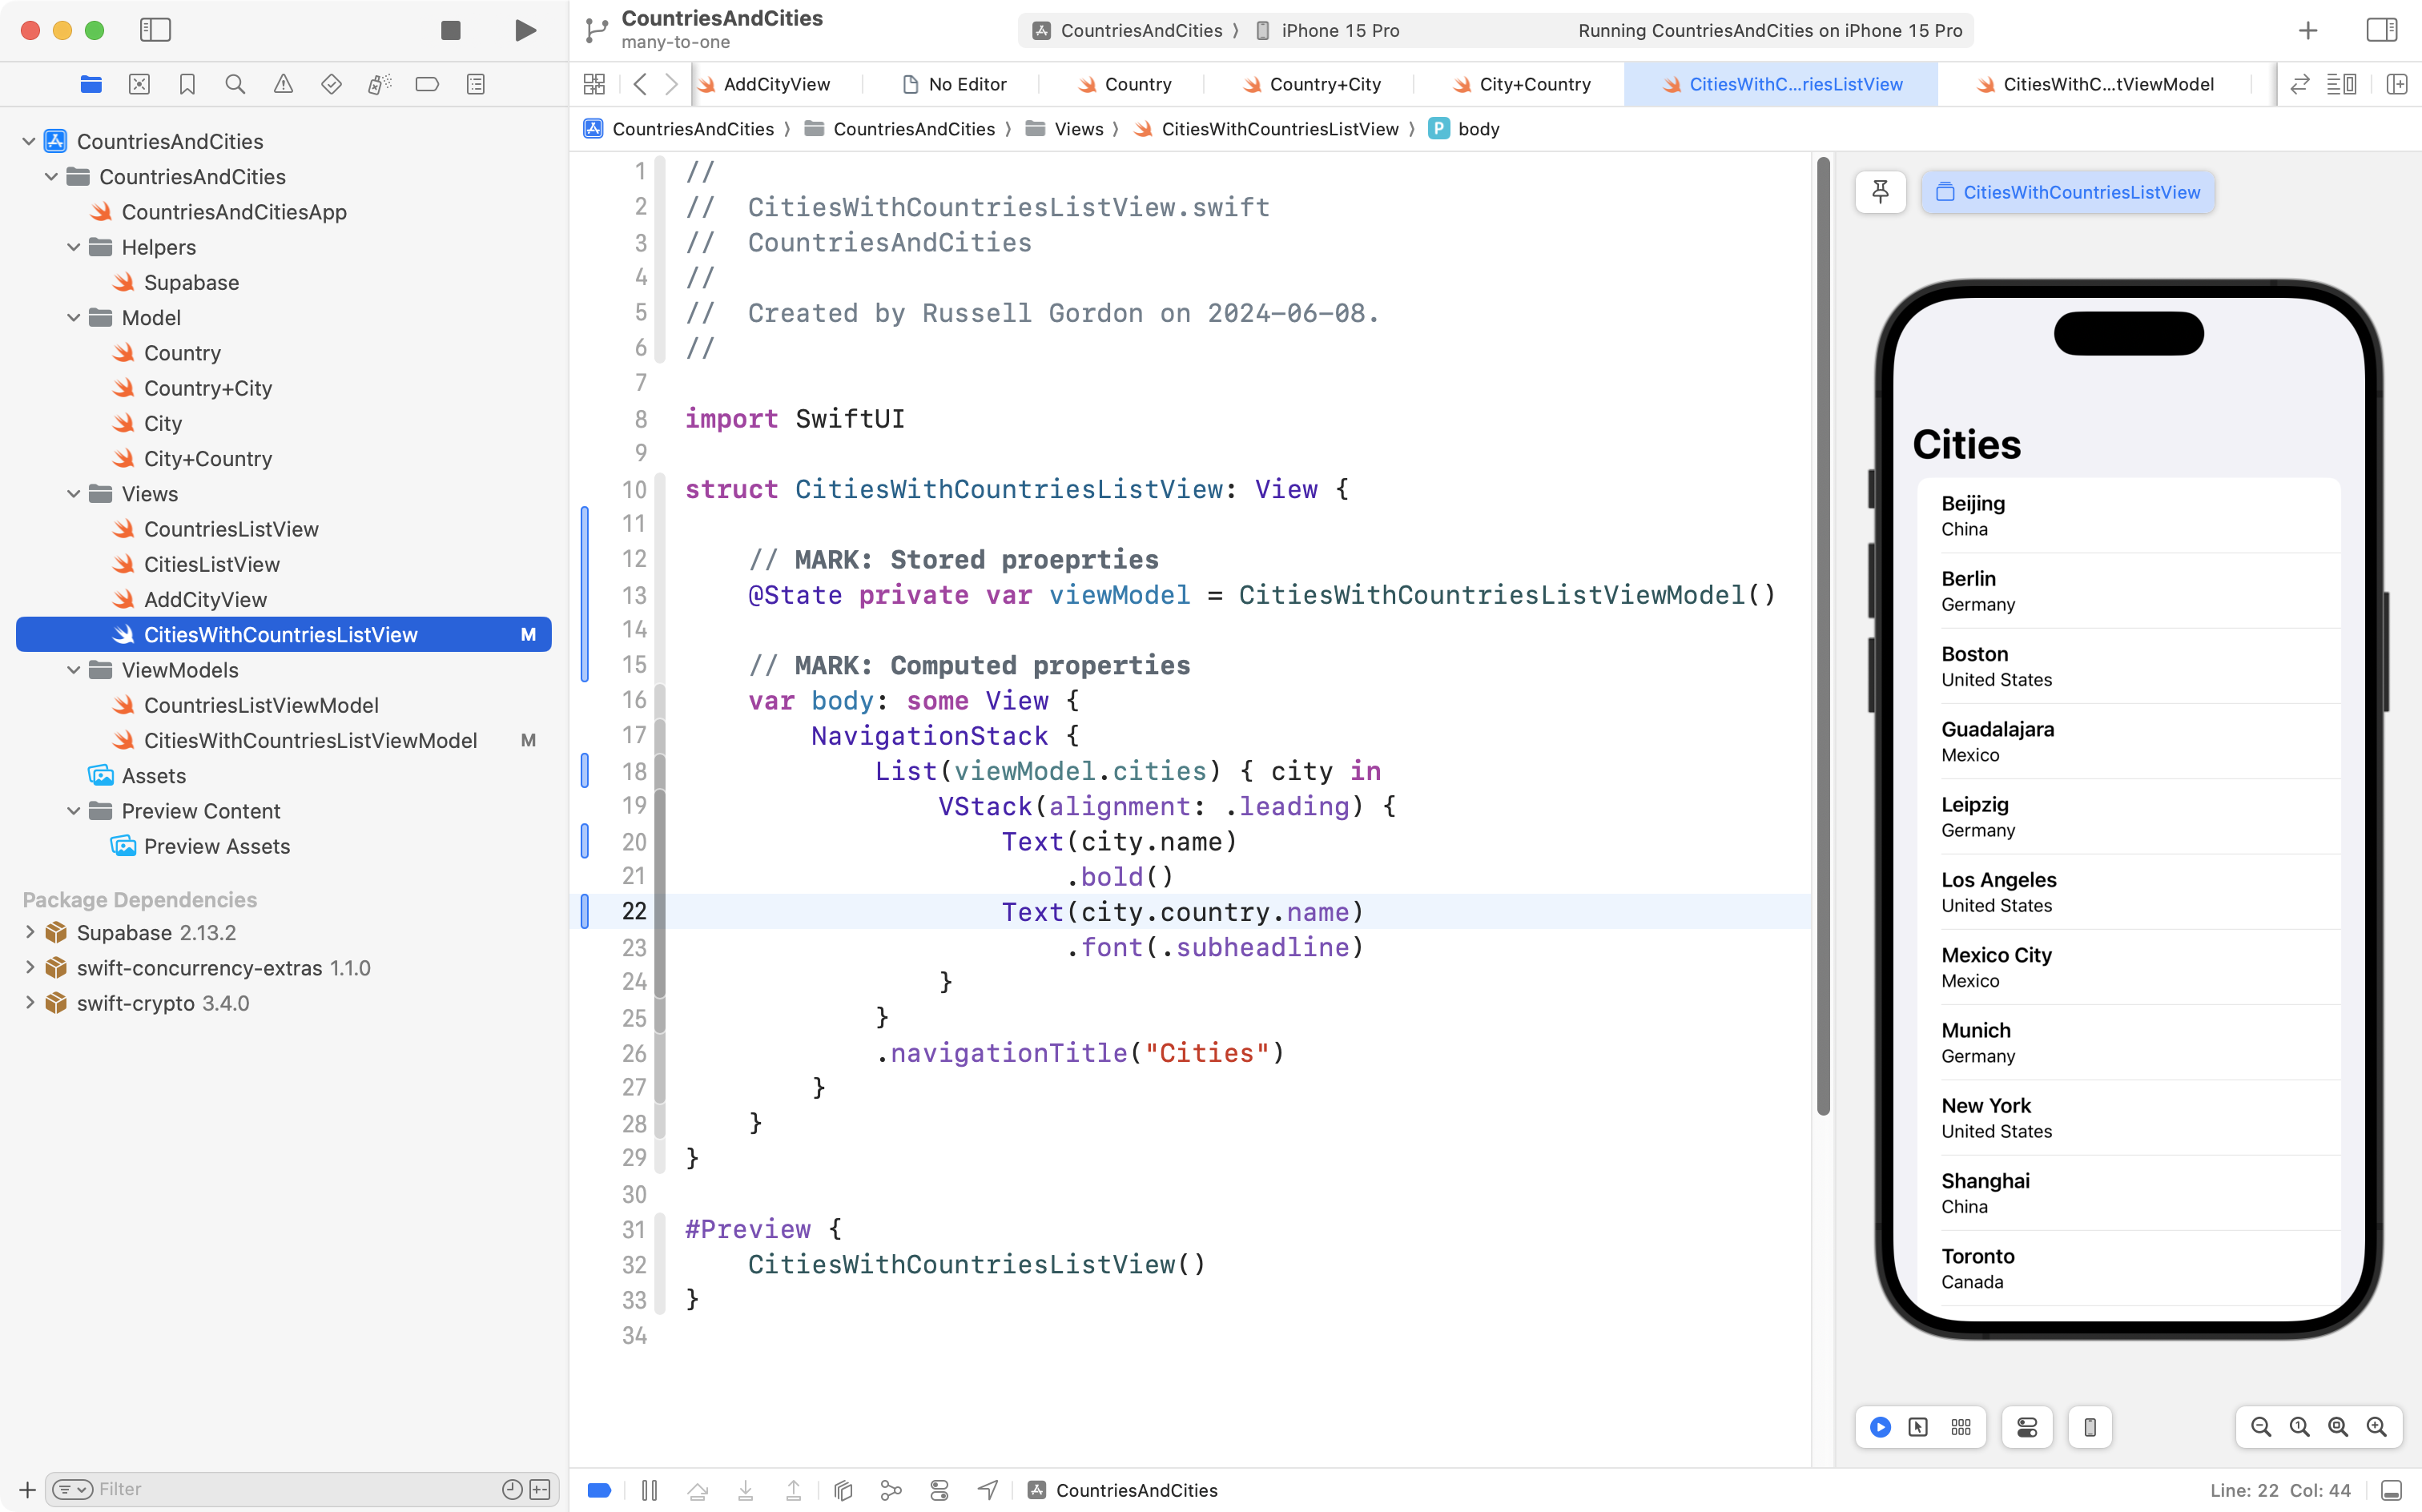 CountriesAndCities
many-to-one
CountriesAndCities ⟩ iPhone 15 Pro
Running CountriesAndCities on iPhone 15 Pro
AddCityView
No Editor
Country
Country+City
City+Country
CitiesWithC...riesListView
CitiesWithC...tViewModel
CountriesAndCities ⟩ CountriesAndCities ⟩ Views ⟩ CitiesWithCountriesListView ⟩ P body
CountriesAndCities
CountriesAndCities
CountriesAndCitiesApp
Helpers
Supabase
Model
Country
Country+City
City
City+Country
Views
CountriesListView
CitiesListView
AddCityView
CitiesWithCountriesListView M
ViewModels
CountriesListViewModel
CitiesWithCountriesListViewModel M
Assets
Preview Content
Preview Assets
Package Dependencies
Supabase 2.13.2
swift-concurrency-extras 1.1.0
swift-crypto 3.4.0
Filter
1 //
2 //  CitiesWithCountriesListView.swift
3 //  CountriesAndCities
4 //
5 //  Created by Russell Gordon on 2024-06-08.
6 //
7
8 import SwiftUI
9
10 struct CitiesWithCountriesListView: View {
11
12     // MARK: Stored proeprties
13     @State private var viewModel = CitiesWithCountriesListViewModel()
14
15     // MARK: Computed properties
16     var body: some View {
17         NavigationStack {
18             List(viewModel.cities) { city in
19                 VStack(alignment: .leading) {
20                     Text(city.name)
21                         .bold()
22                     Text(city.country.name)
23                         .font(.subheadline)
24                 }
25             }
26             .navigationTitle("Cities")
27         }
28     }
29 }
30
31 #Preview {
32     CitiesWithCountriesListView()
33 }
34
CitiesWithCountriesListView
Cities
Beijing
China
Berlin
Germany
Boston
United States
Guadalajara
Mexico
Leipzig
Germany
Los Angeles
United States
Mexico City
Mexico
Munich
Germany
New York
United States
Shanghai
China
Toronto
Canada
CountriesAndCities
Line: 22 Col: 44